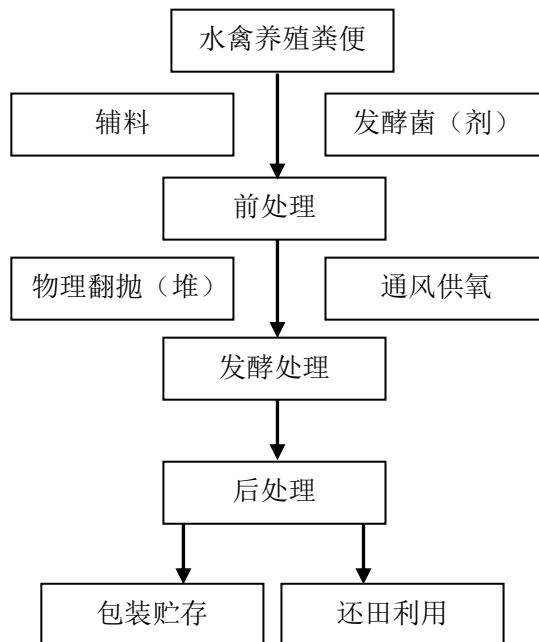 水禽养殖粪便
辅料
发酵菌（剂）
前处理
物理翻抛（堆）
通风供氧
发酵处理
后处理
包装贮存
还田利用